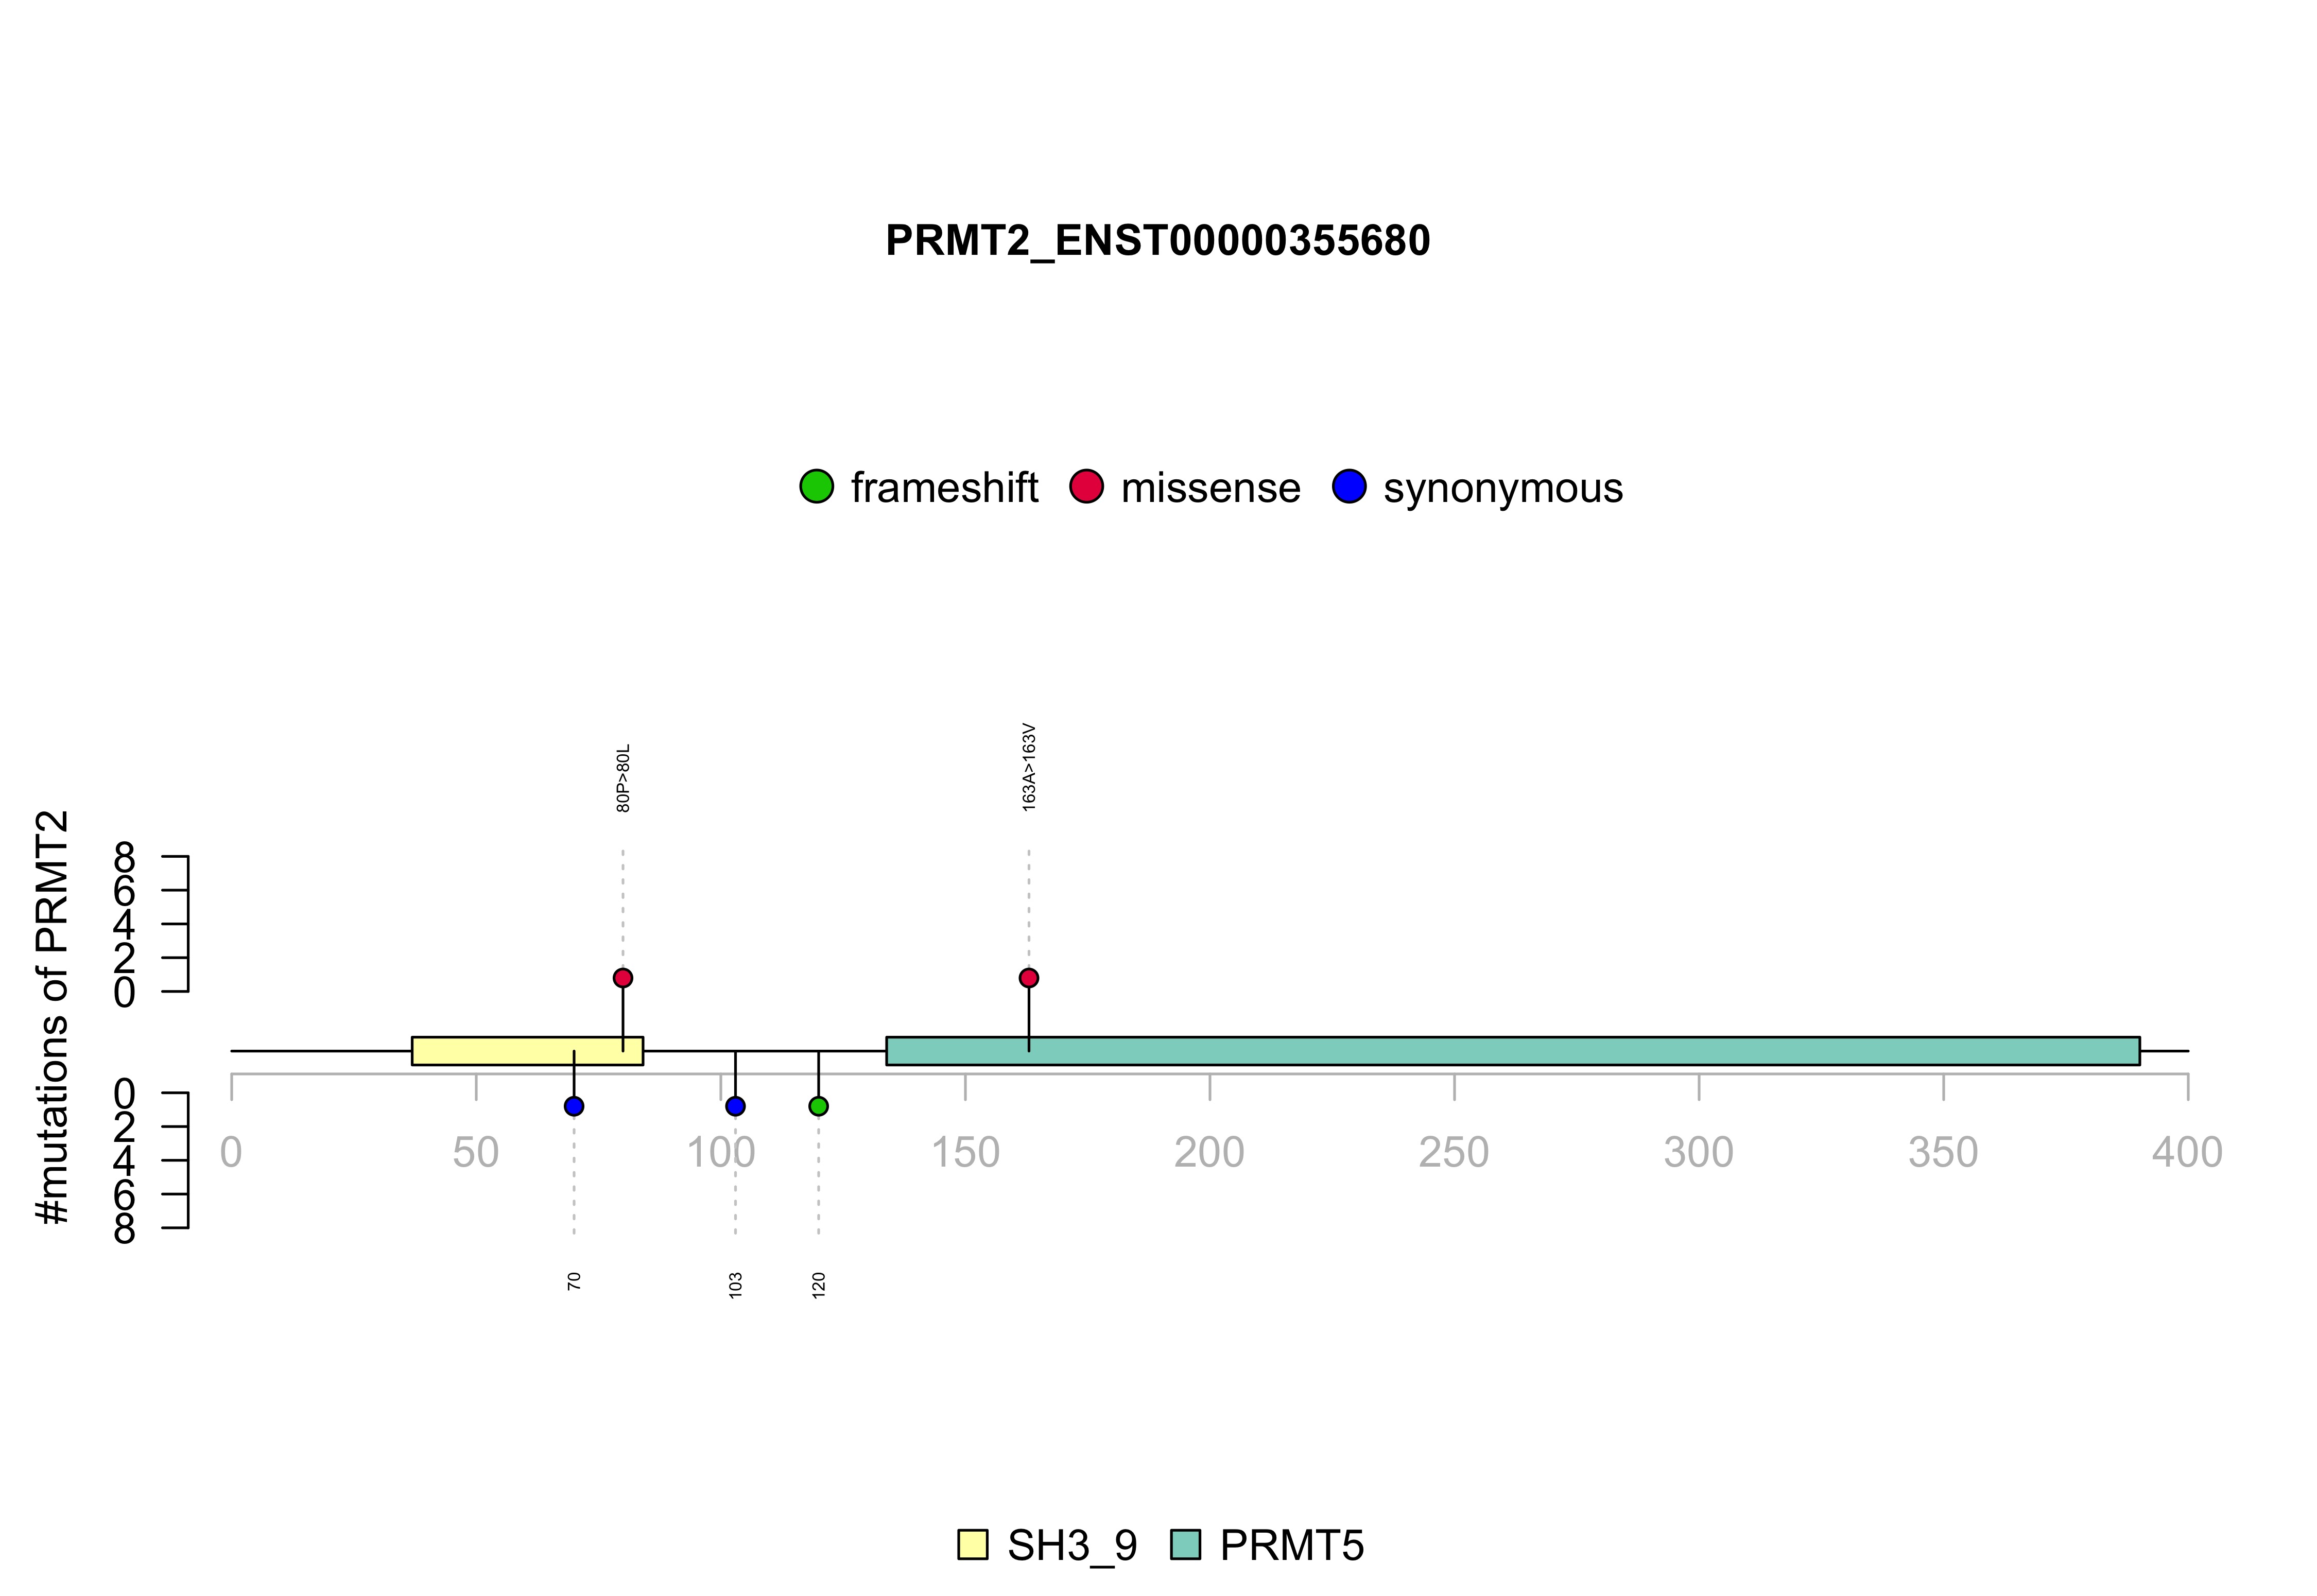 PRMT2_ENST00000355680
frameshift missense synonymous
80P>80L
163A>163V
#mutations of PRMT2
8
6
4
2
0
0
2
4
6
8
0 50 100 150 200 250 300 350 400
70
103
120
SH3_9 PRMT5